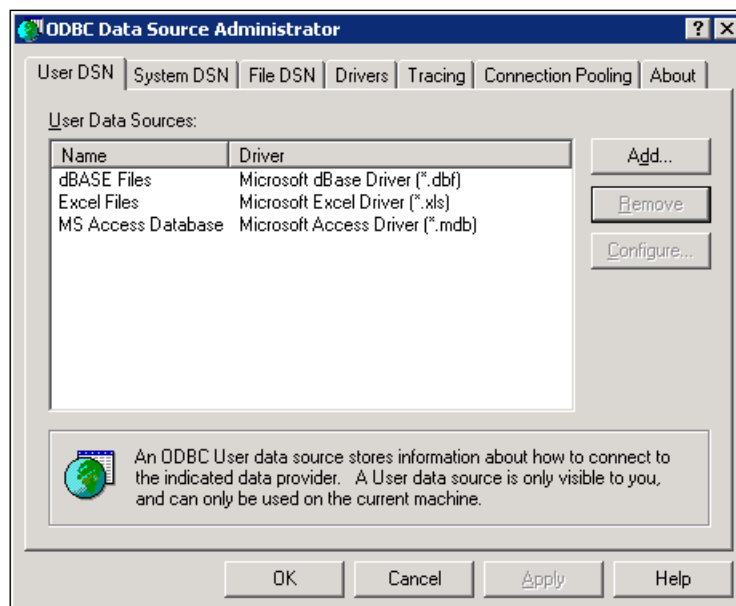 ODBC Data Source Administrator
User DSN System DSN File DSN Drivers Tracing Connection Pooling About
User Data Sources:
Name Driver
dBASE Files Microsoft dBase Driver (*.dbf)
Excel Files Microsoft Excel Driver (*.xls)
MS Access Database Microsoft Access Driver (*.mdb)
Add...
Remove
Configure...
An ODBC User data source stores information about how to connect to
the indicated data provider. A User data source is only visible to you,
and can only be used on the current machine.
OK Cancel Apply Help